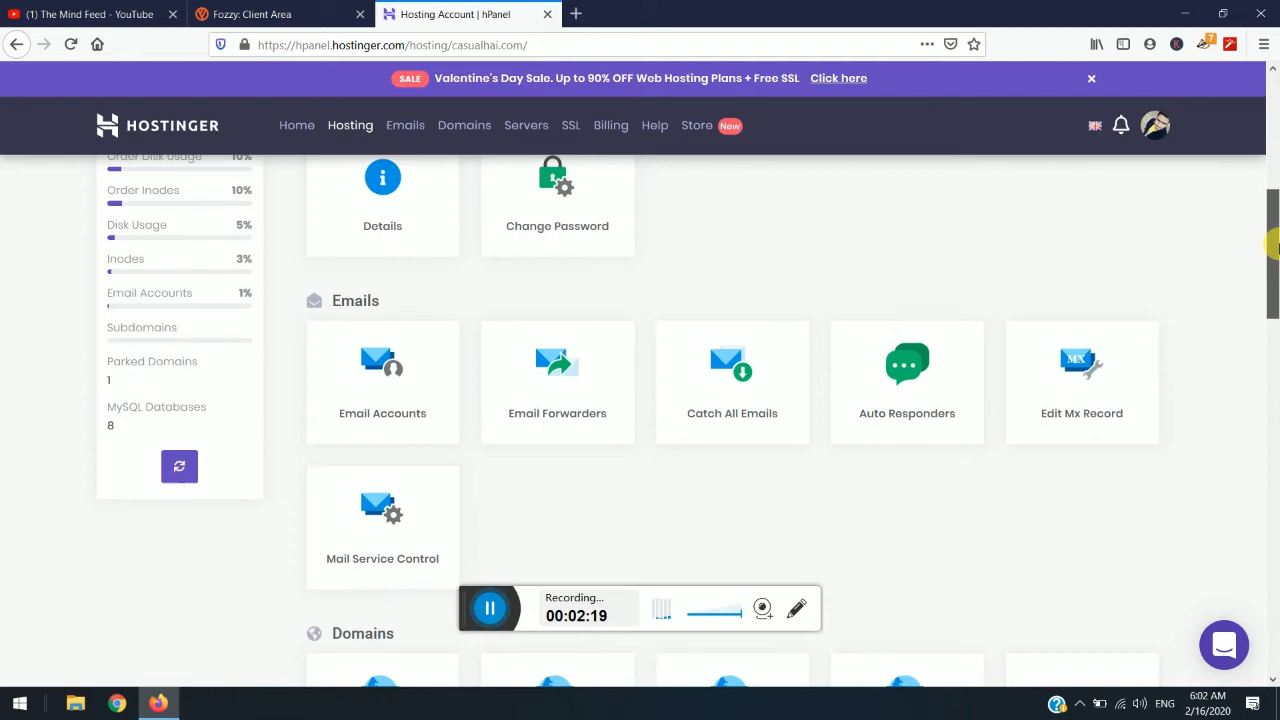 (1) The Mind Feed - YouTube
Fozzy: Client Area
Hosting Account | hPanel
https://hpanel.hostinger.com/hosting/casualhai.com/
7
SALE Valentine's Day Sale. Up to 90% OFF Web Hosting Plans + Free SSL Click here
HOSTINGER
Home Hosting Emails Domains Servers SSL Billing Help Store New
Order Disk Usage 10%
Order Inodes 10%
Disk Usage 5%
Inodes 3%
Email Accounts 1%
Subdomains
Parked Domains
1
MySQL Databases
8
Details
Change Password
Emails
Email Accounts
Email Forwarders
Catch All Emails
MX
Auto Responders
Edit Mx Record
Mail Service Control
Domains
Recording...
00:02:19
ENG
6:02 AM
2/16/2020